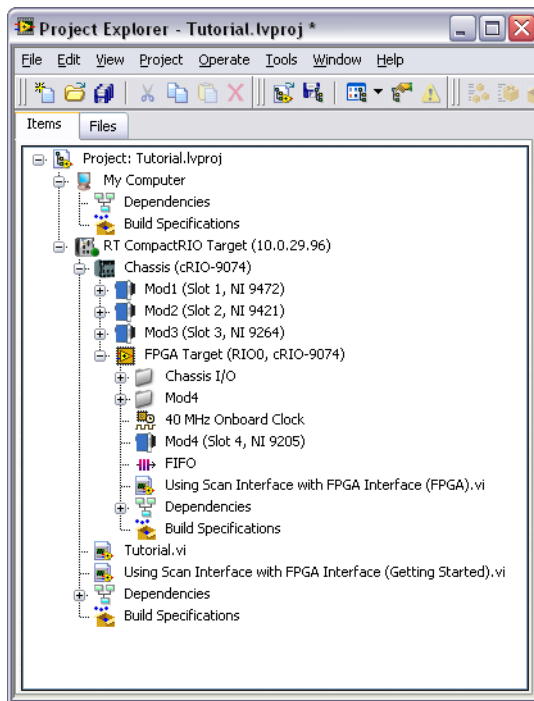 Project Explorer - Tutorial.lvproj *
File Edit View Project Operate Tools Window Help
Items Files
Project: Tutorial.lvproj
My Computer
Dependencies
Build Specifications
RT CompactRIO Target (10.0.29.96)
Chassis (cRIO-9074)
Mod1 (Slot 1, NI 9472)
Mod2 (Slot 2, NI 9421)
Mod3 (Slot 3, NI 9264)
FPGA Target (RIO0, cRIO-9074)
Chassis I/O
Mod4
40 MHz Onboard Clock
Mod4 (Slot 4, NI 9205)
FIFO
Using Scan Interface with FPGA Interface (FPGA).vi
Dependencies
Build Specifications
Tutorial.vi
Using Scan Interface with FPGA Interface (Getting Started).vi
Dependencies
Build Specifications